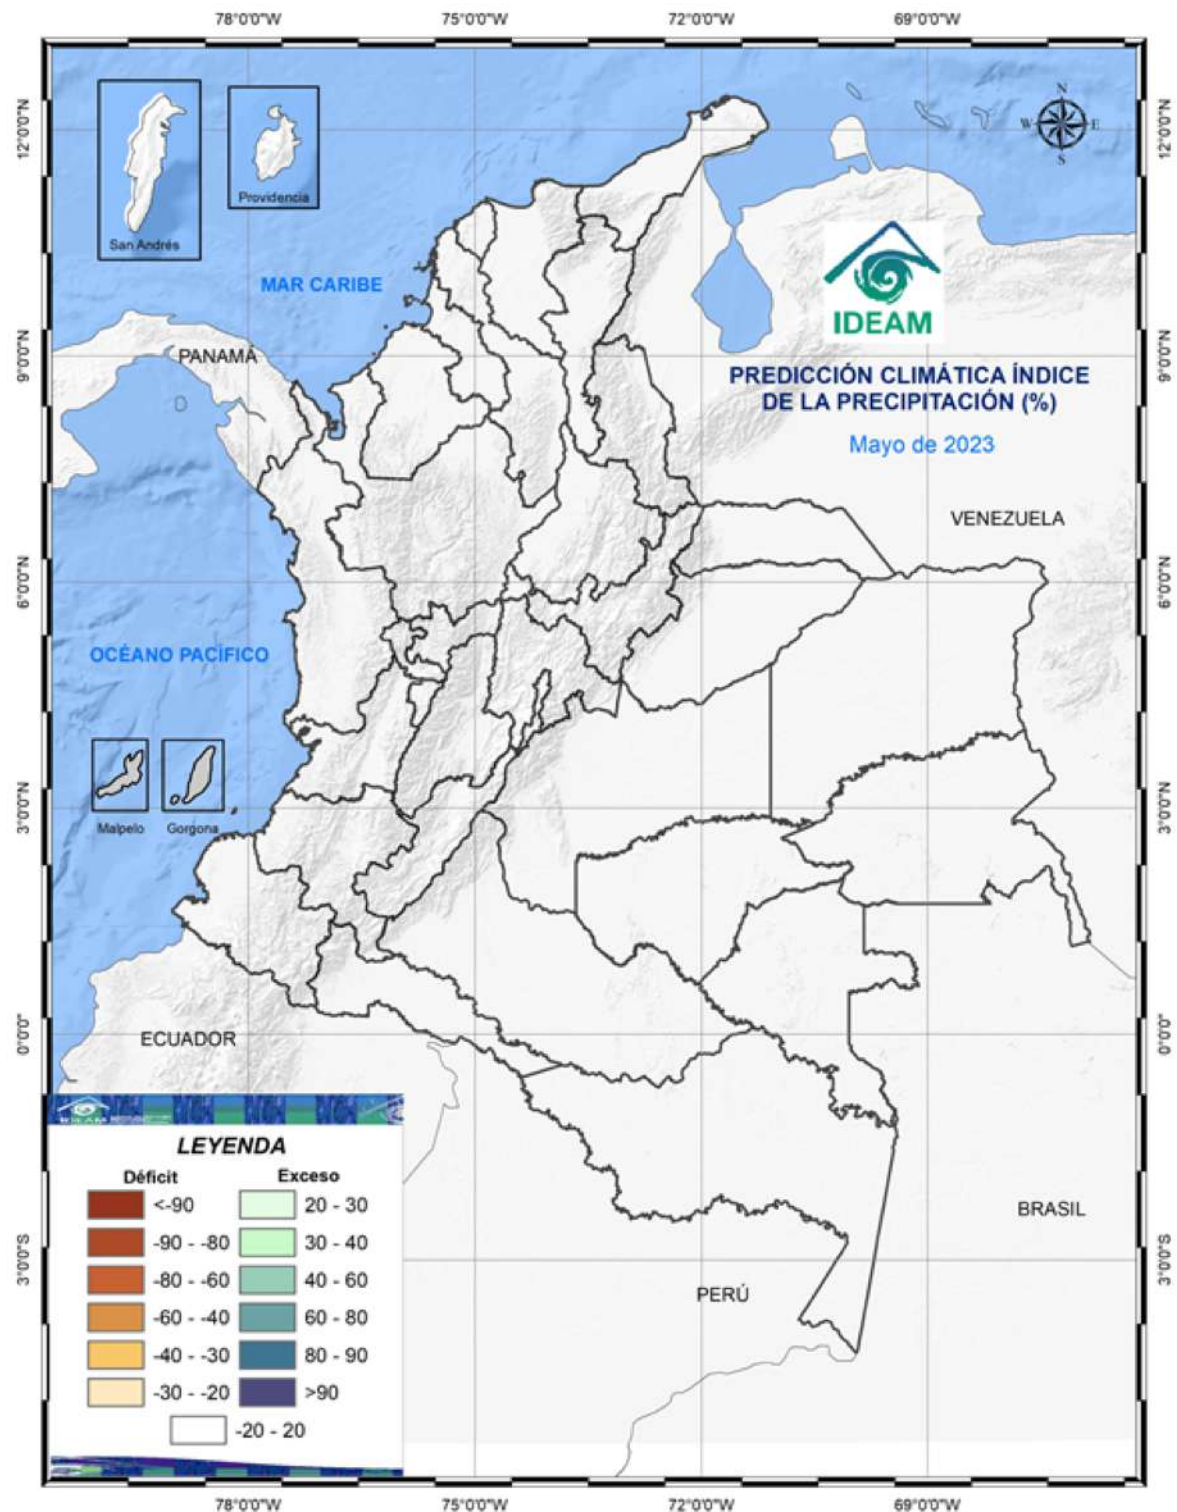 78°0'0"W
75°0'0"W
72°0'0"W
69°0'0"W
12°0'0"N
12°0'0"N
N
W
E
S
Providencia
San Andrés
MAR CARIBE
IDEAM
PANAMÁ
9°0'0"N
9°0'0"N
PREDICCIÓN CLIMÁTICA ÍNDICE
DE LA PRECIPITACIÓN (%)
Mayo de 2023
VENEZUELA
6°0'0"N
6°0'0"N
OCÉANO PACÍFICO
3°0'0"N
3°0'0"N
Malpelo
Gorgona
0°0'0"
0°0'0"
ECUADOR
IDEAM
LEYENDA
Déficit
Exceso
<-90
20 - 30
-90 - -80
30 - 40
-80 - -60
40 - 60
-60 - -40
60 - 80
-40 - -30
80 - 90
-30 - -20
>90
-20 - 20
BRASIL
3°0'0"S
3°0'0"S
PERÚ
78°0'0"W
75°0'0"W
72°0'0"W
69°0'0"W